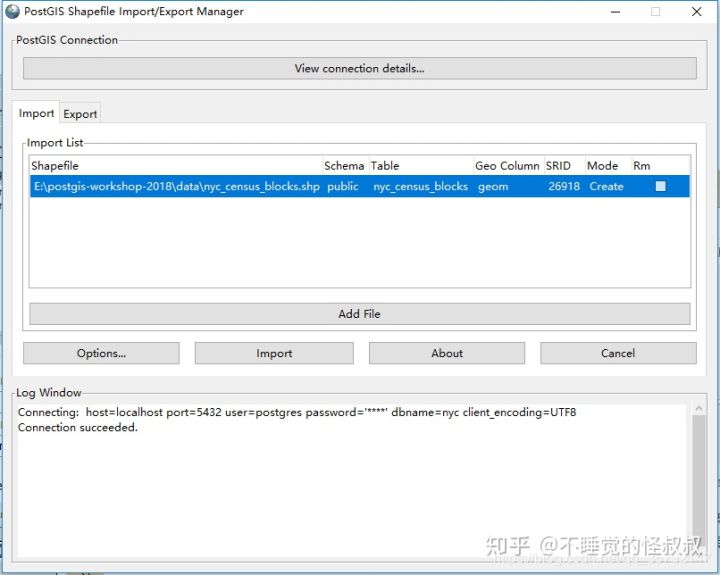 PostGIS Shapefile Import/Export Manager
PostGIS Connection
View connection details...
Import Export
Import List
Shapefile Schema Table Geo Column SRID Mode Rm
E:\postgis-workshop-2018\data\nyc_census_blocks.shp public nyc_census_blocks geom 26918 Create
Add File
Options... Import About Cancel
Log Window
Connecting: host=localhost port=5432 user=postgres password='****' dbname=nyc client_encoding=UTF8
Connection succeeded.
知乎 @不睡觉的怪叔叔